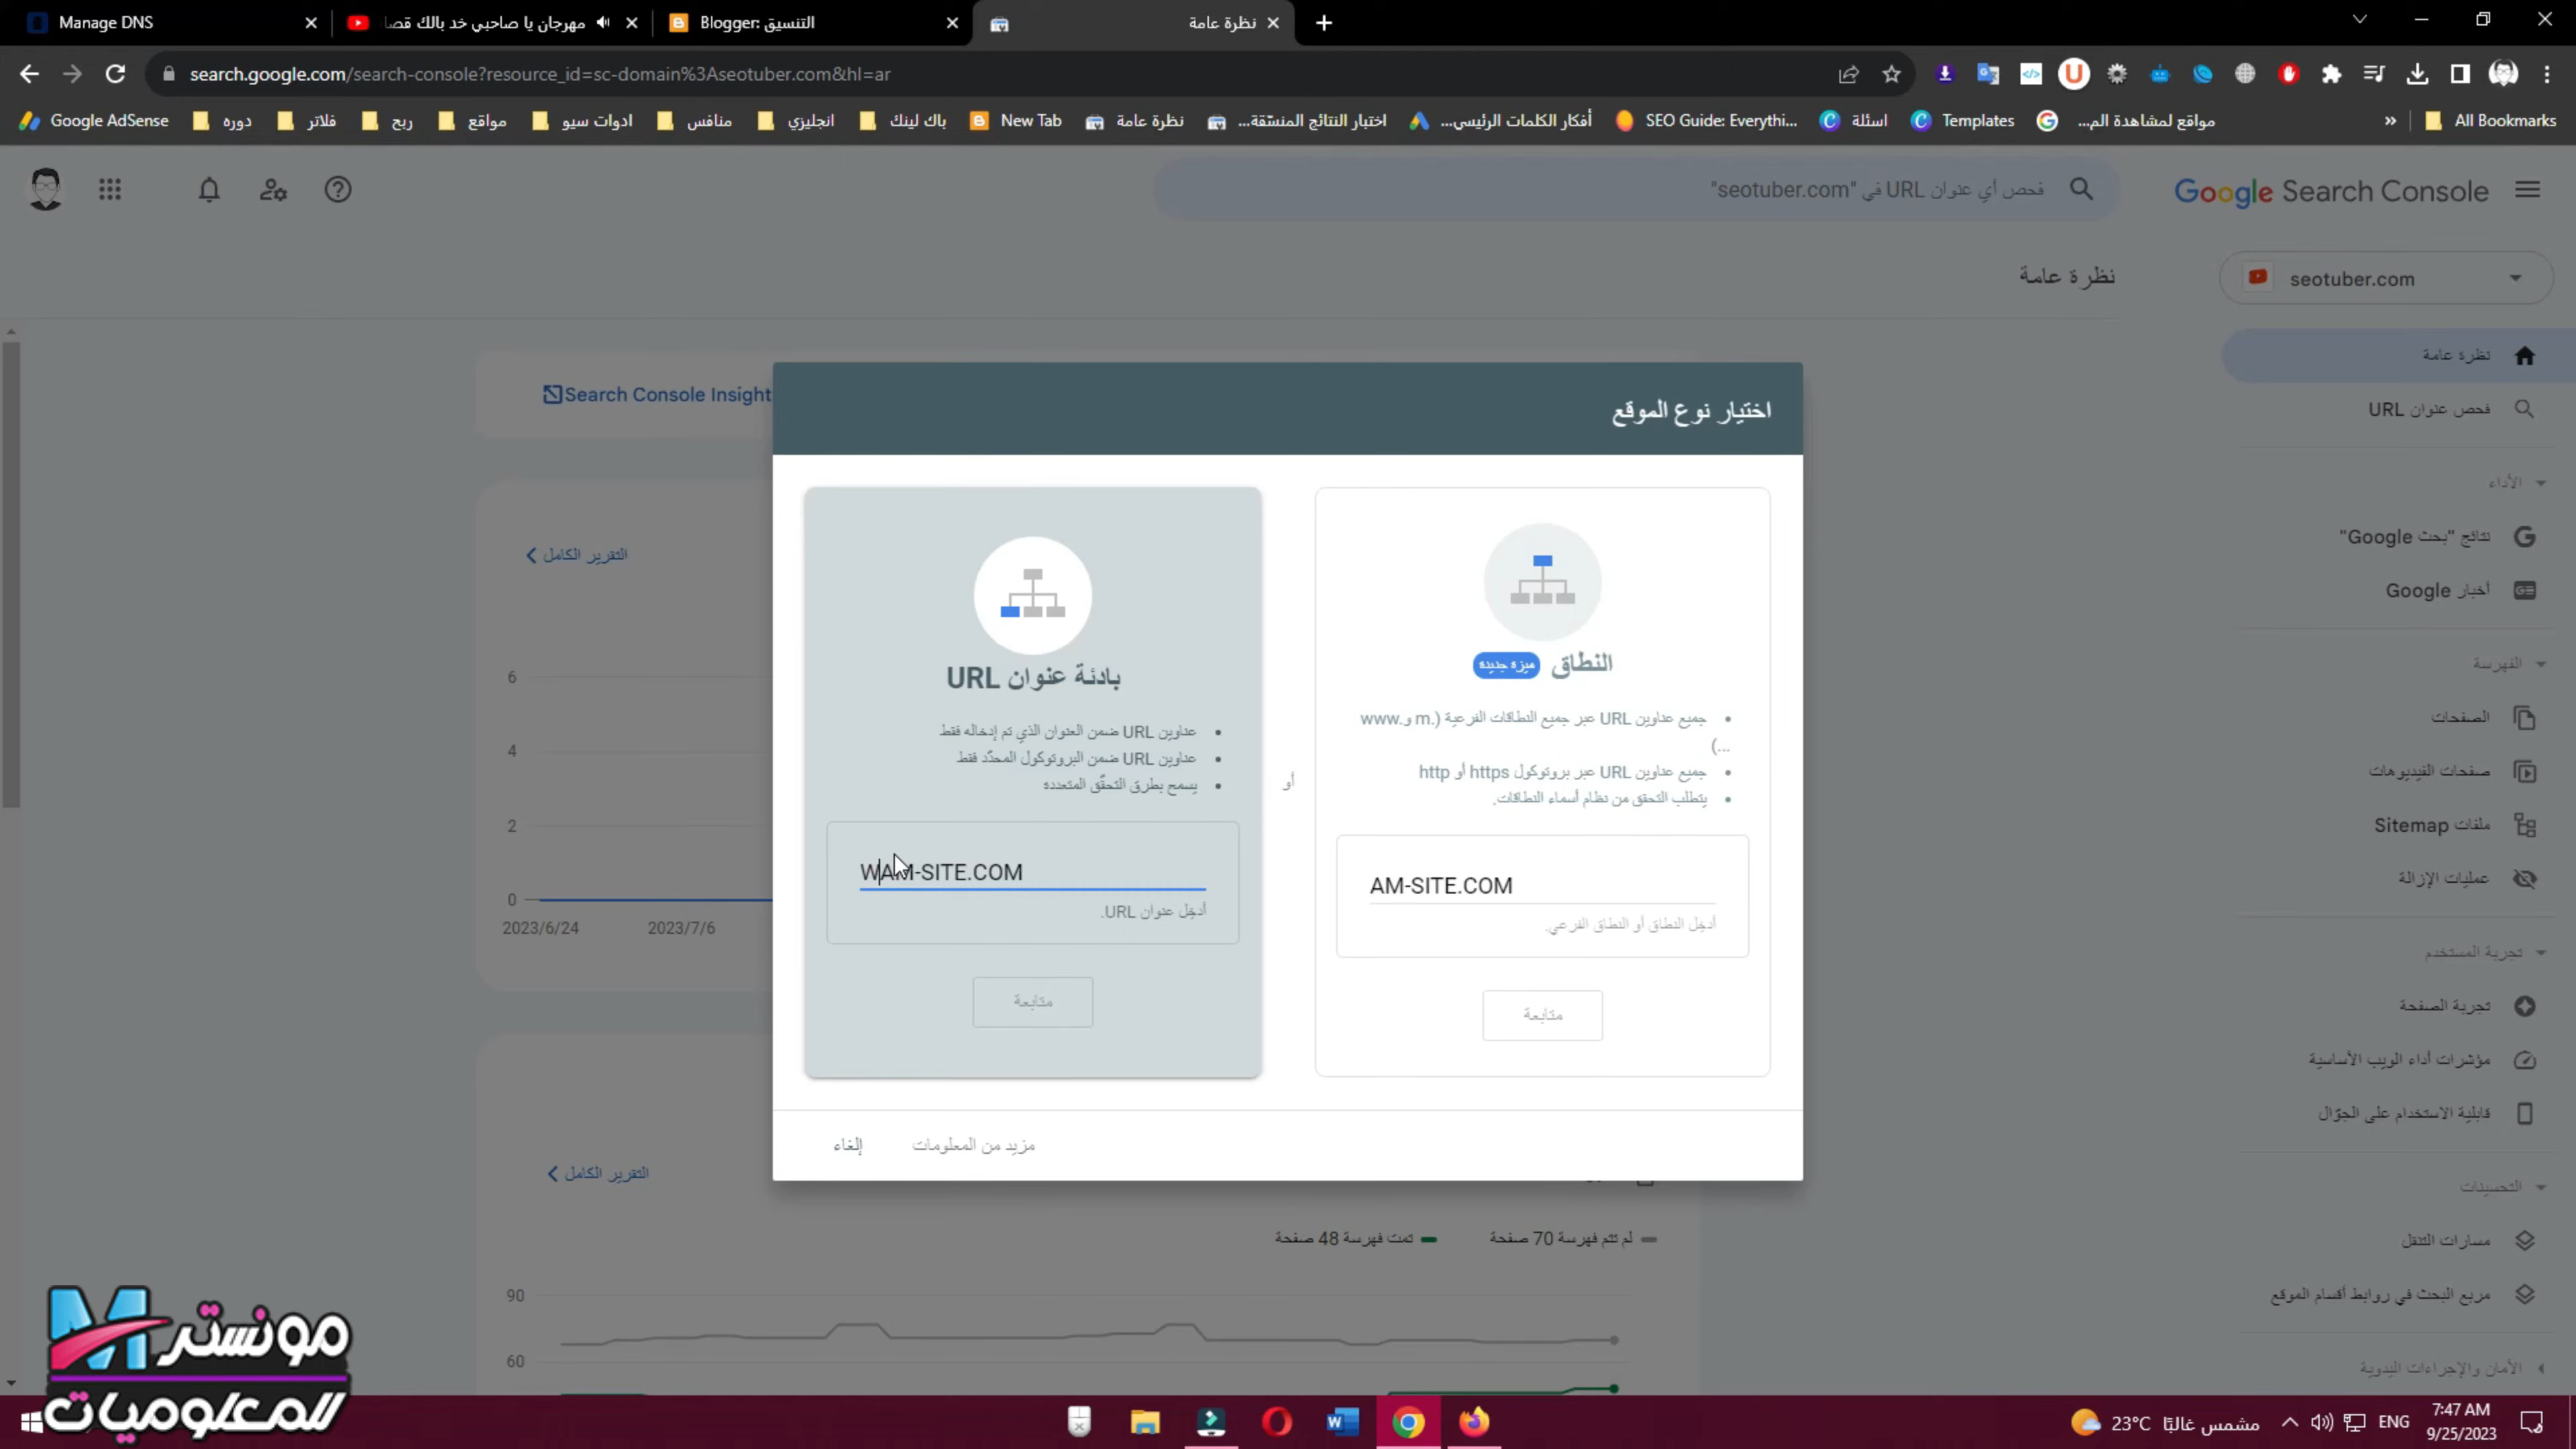 Manage DNS
مهرجان يا صاحبي خد بالك قصا
Blogger: التنسيق
نظرة عامة
search.google.com/search-console?resource_id=sc-domain%3Aseotuber.com&hl=ar
Google AdSense
دوره
فلاتر
ربح
مواقع
ادوات سيو
منافس
انجليزي
باك لينك
New Tab
نظرة عامة
اختبار النتائج المنسّقة...
أفكار الكلمات الرئيسي...
SEO Guide: Everythi...
اسئلة
Templates
مواقع لمشاهدة الم...
»
All Bookmarks
Google Search Console
فحص أي عنوان URL في "seotuber.com"
seotuber.com
نظرة عامة
نظرة عامة
فحص عنوان URL
الأداء
نتائج "بحث Google"
أخبار Google
الفهرسة
الصفحات
صفحات الفيديوهات
ملفات Sitemap
عمليات الإزالة
تجربة المستخدم
تجربة الصفحة
مؤشرات أداء الويب الأساسية
قابلية الاستخدام على الجوّال
التحسينات
مسارات التنقل
مربع البحث في روابط أقسام الموقع
الأمان والإجراءات اليدوية
Search Console Insight
التقرير الكامل
6
4
2
0
2023/6/24
2023/7/6
التقرير الكامل
لم تتم فهرسة 70 صفحة
تمت فهرسة 48 صفحة
90
60
اختيار نوع الموقع
النطاق
ميزة جديدة
• جميع عناوين URL عبر جميع النطاقات الفرعية (.m و.www
...)
• جميع عناوين URL عبر بروتوكول https أو http
• يتطلب التحقق من نظام أسماء النطاقات.
AM-SITE.COM
أدخِل النطاق أو النطاق الفرعي.
متابعة
أو
بادئة عنوان URL
• عناوين URL ضمن العنوان الذي تم إدخاله فقط
• عناوين URL ضمن البروتوكول المحدّد فقط
• يسمح بطرق التحقّق المتعددة
WAM-SITE.COM
أدخِل عنوان URL.
متابعة
مزيد من المعلومات
إلغاء
مونستر
للمعلوميات
23°C مشمس غالبًا
ENG
7:47 AM
9/25/2023